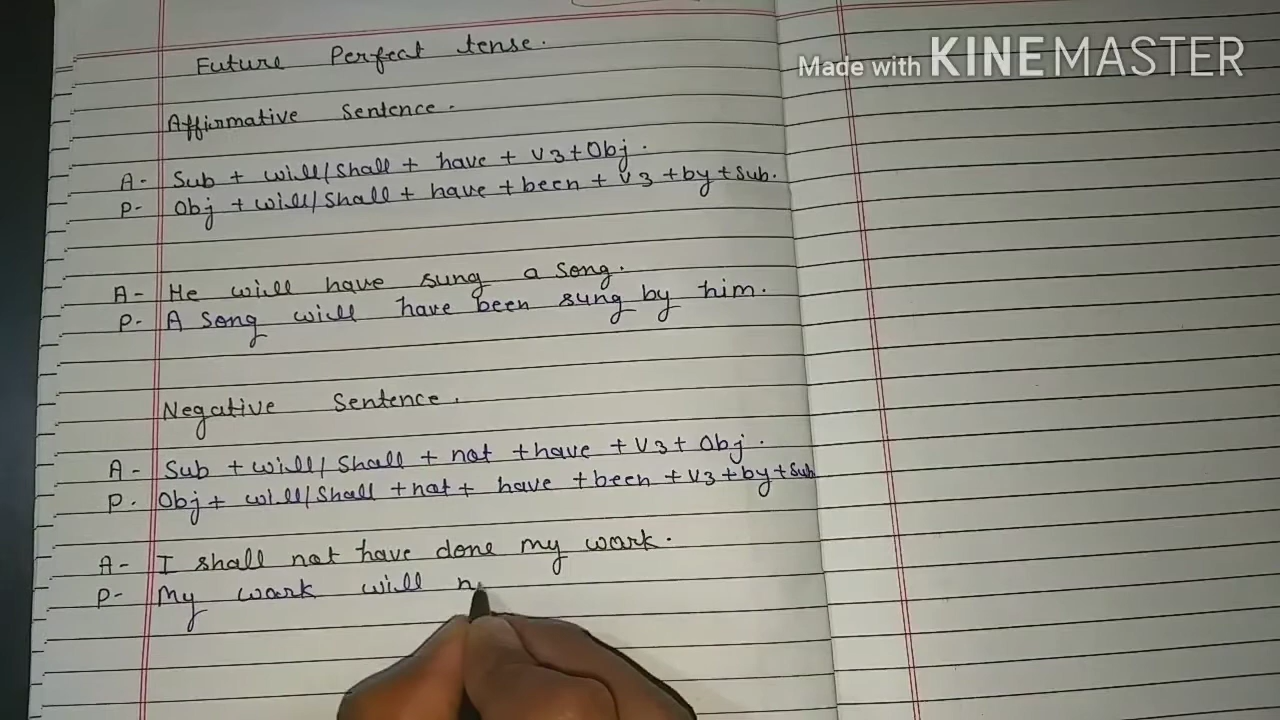 Made with KINEMASTER
Future Perfect tense.
Affirmative Sentence.
A- Sub + will/shall + have + V3 + Obj.
P- Obj + will/shall + have + been + V3 + by + Sub.
A- He will have sung a song.
P- A song will have been sung by him.
Negative Sentence.
A- Sub + will/shall + not + have + V3 + Obj.
P. Obj + will/shall + not + have + been + V3 + by + Sub
A- I shall not have done my work.
P- My work will n